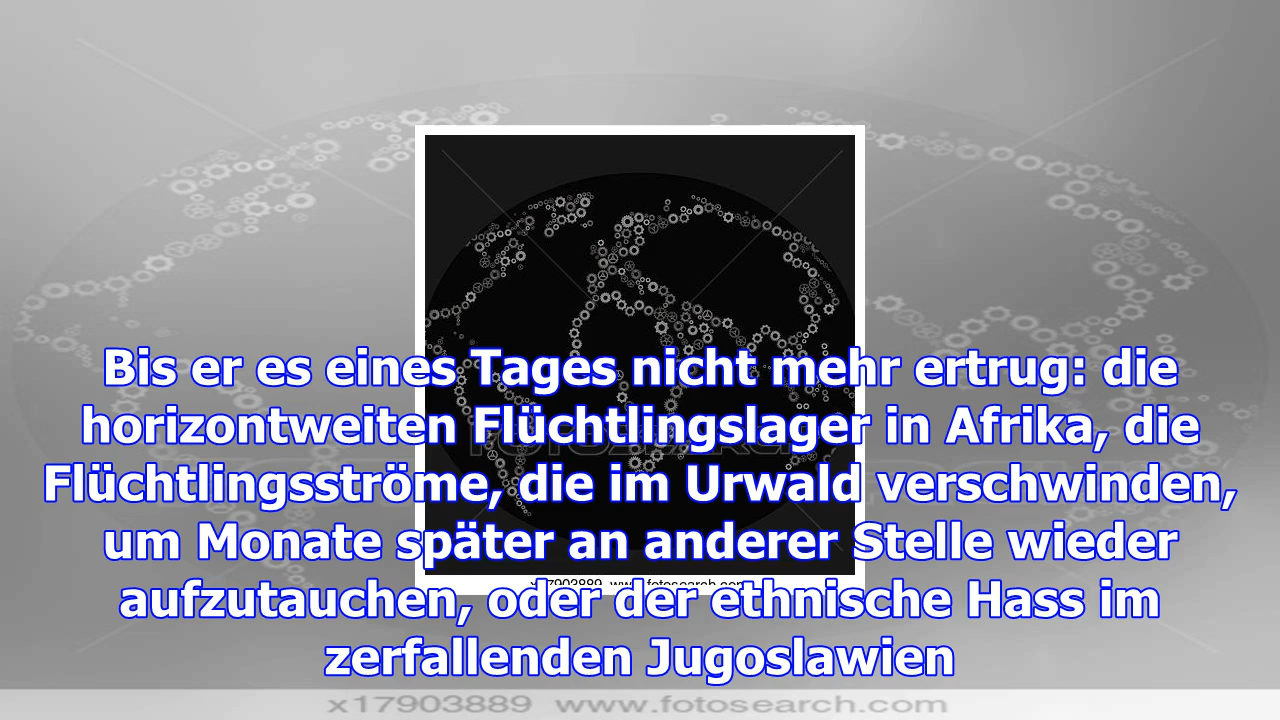 Bis er es eines Tages nicht mehr ertrug: die
horizontweiten Flüchtlingslager in Afrika, die
Flüchtlingsströme, die im Urwald verschwinden,
um Monate später an anderer Stelle wieder
aufzutauchen, oder der ethnische Hass im
zerfallenden Jugoslawien
x17903889 www.fotosearch.com